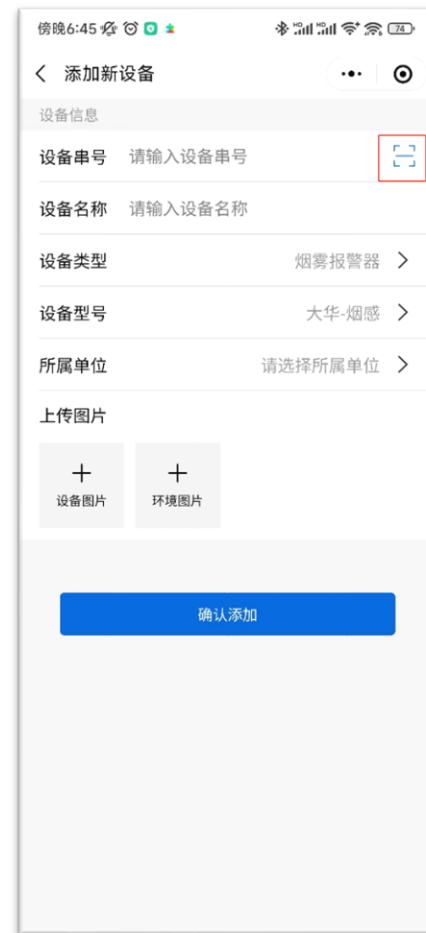 傍晚6:45 74
添加新设备
设备信息
设备串号 请输入设备串号
设备名称 请输入设备名称
设备类型 烟雾报警器
设备型号 大华-烟感
所属单位 请选择所属单位
上传图片
设备图片 环境图片
确认添加